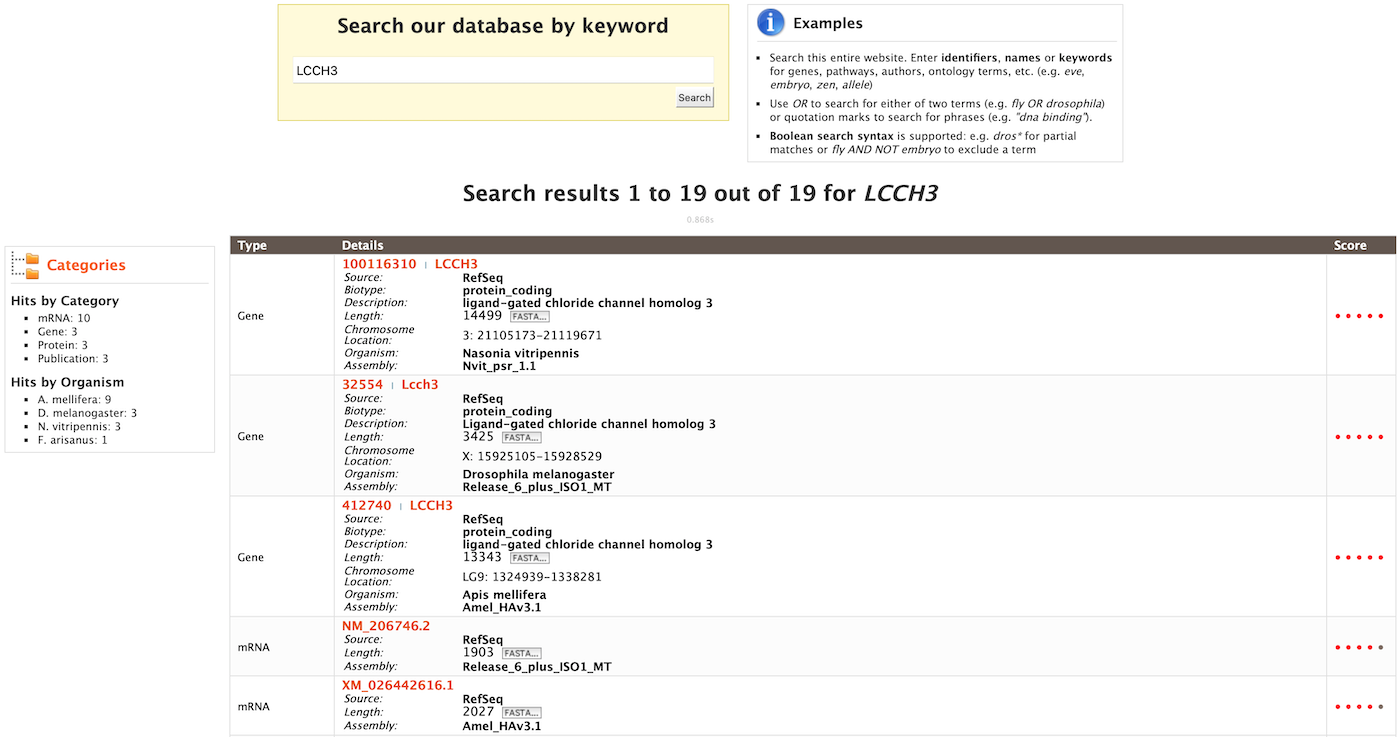 Search our database by keyword
LCCH3
Search
Examples
Search this entire website. Enter identifiers, names or keywords
for genes, pathways, authors, ontology terms, etc. (e.g. eve,
embryo, zen, allele)
Use OR to search for either of two terms (e.g. fly OR drosophila)
or quotation marks to search for phrases (e.g. "dna binding").
Boolean search syntax is supported: e.g. dros* for partial
matches or fly AND NOT embryo to exclude a term
Search results 1 to 19 out of 19 for LCCH3
0.868s
Categories
Hits by Category
mRNA: 10
Gene: 3
Protein: 3
Publication: 3
Hits by Organism
A. mellifera: 9
D. melanogaster: 3
N. vitripennis: 3
F. arisanus: 1
Type Details Score
100116310 | LCCH3
Source: RefSeq
Biotype: protein_coding
Description: ligand-gated chloride channel homolog 3
Gene Length: 14499 FASTA...
Chromosome
Location: 3: 21105173-21119671
Organism: Nasonia vitripennis
Assembly: Nvit_psr_1.1
32554 | Lcch3
Source: RefSeq
Biotype: protein_coding
Description: Ligand-gated chloride channel homolog 3
Gene Length: 3425 FASTA...
Chromosome
Location: X: 15925105-15928529
Organism: Drosophila melanogaster
Assembly: Release_6_plus_ISO1_MT
412740 | LCCH3
Source: RefSeq
Biotype: protein_coding
Description: ligand-gated chloride channel homolog 3
Gene Length: 13343 FASTA...
Chromosome
Location: LG9: 1324939-1338281
Organism: Apis mellifera
Assembly: Amel_HAv3.1
NM_206746.2
Source: RefSeq
mRNA Length: 1903 FASTA...
Assembly: Release_6_plus_ISO1_MT
XM_026442616.1
Source: RefSeq
mRNA Length: 2027 FASTA...
Assembly: Amel_HAv3.1